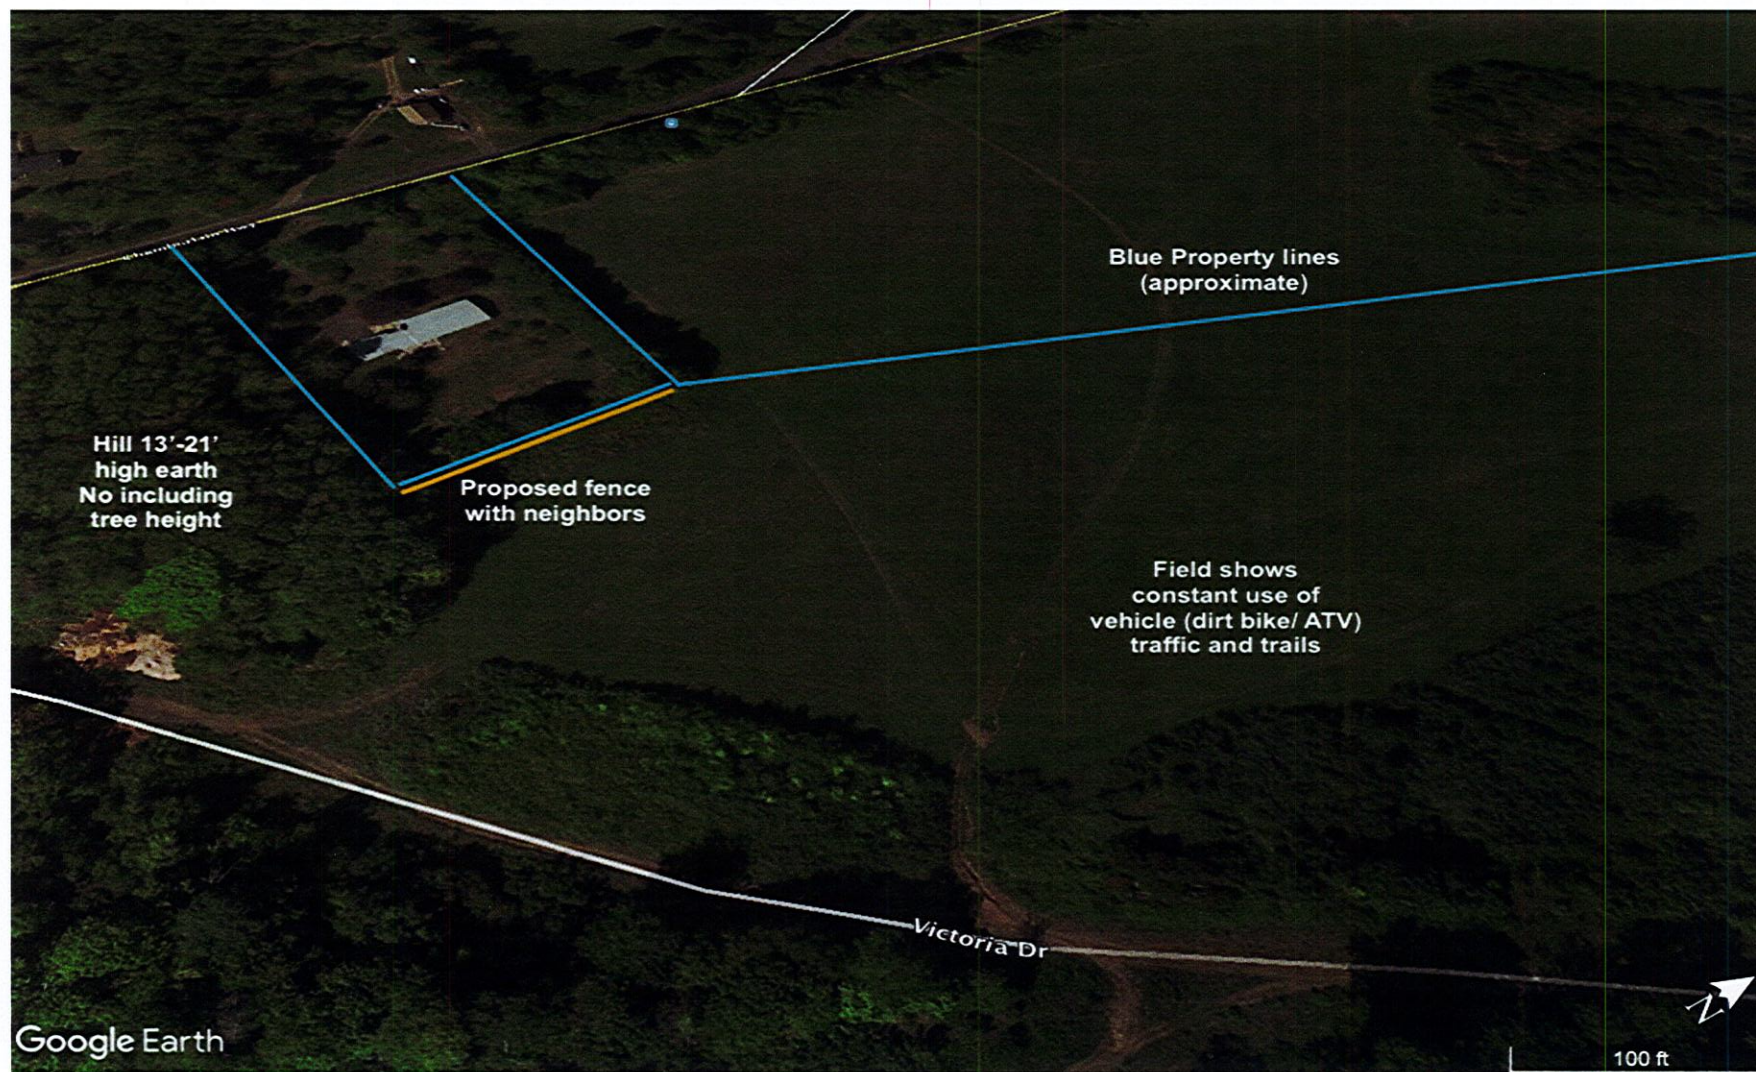 Blue Property lines
(approximate)
Hill 13'-21'
high earth
No including
tree height
Proposed fence
with neighbors
Field shows
constant use of
vehicle (dirt bike/ ATV)
traffic and trails
Victoria Dr
N
Google Earth
100 ft